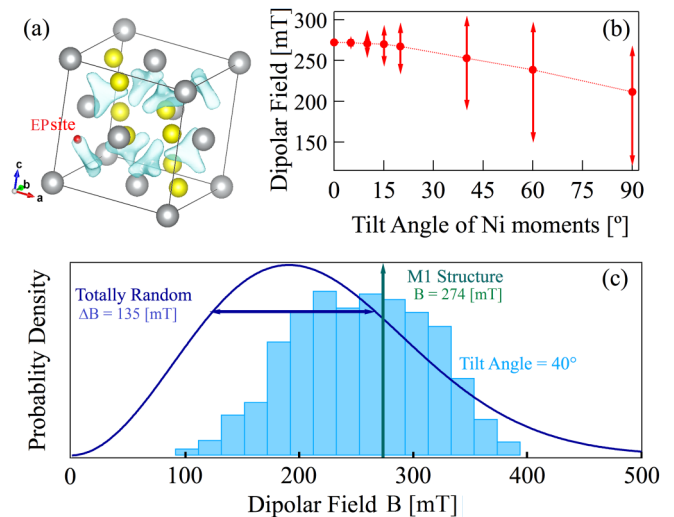 (a)
EPsite
c
b
a
(b)
Dipolar Field [mT]
300
250
200
150
0
15
30
45
60
75
90
Tilt Angle of Ni moments [º]
(c)
Probablity Density
Totally Random
ΔB = 135 [mT]
M1 Structure
B = 274 [mT]
Tilt Angle = 40°
0
100
200
300
400
500
Dipolar Field B [mT]